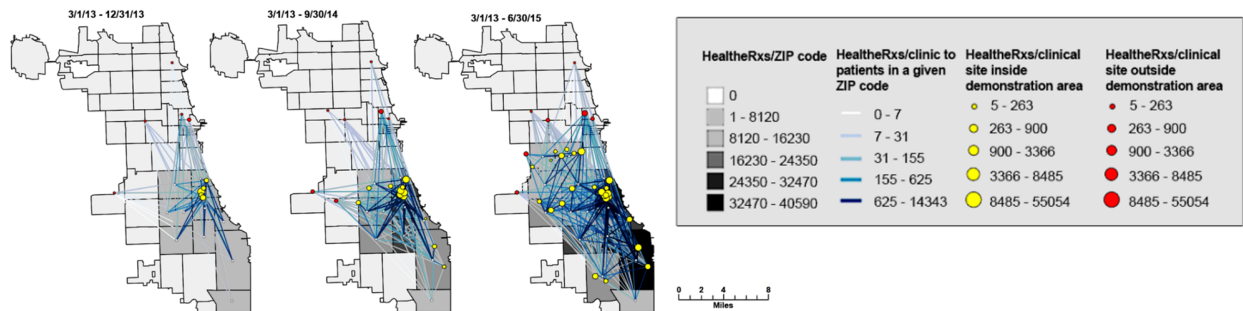 3/1/13 - 12/31/13
3/1/13 - 9/30/14
3/1/13 - 6/30/15
HealtheRxs/ZIP code
0
1 - 8120
8120 - 16230
16230 - 24350
24350 - 32470
32470 - 40590
HealtheRxs/clinic to
patients in a given
ZIP code
0 - 7
7 - 31
31 - 155
155 - 625
625 - 14343
HealtheRxs/clinical
site inside
demonstration area
5 - 263
263 - 900
900 - 3366
3366 - 8485
8485 - 55054
HealtheRxs/clinical
site outside
demonstration area
5 - 263
263 - 900
900 - 3366
3366 - 8485
8485 - 55054
0 2 4 8
Miles